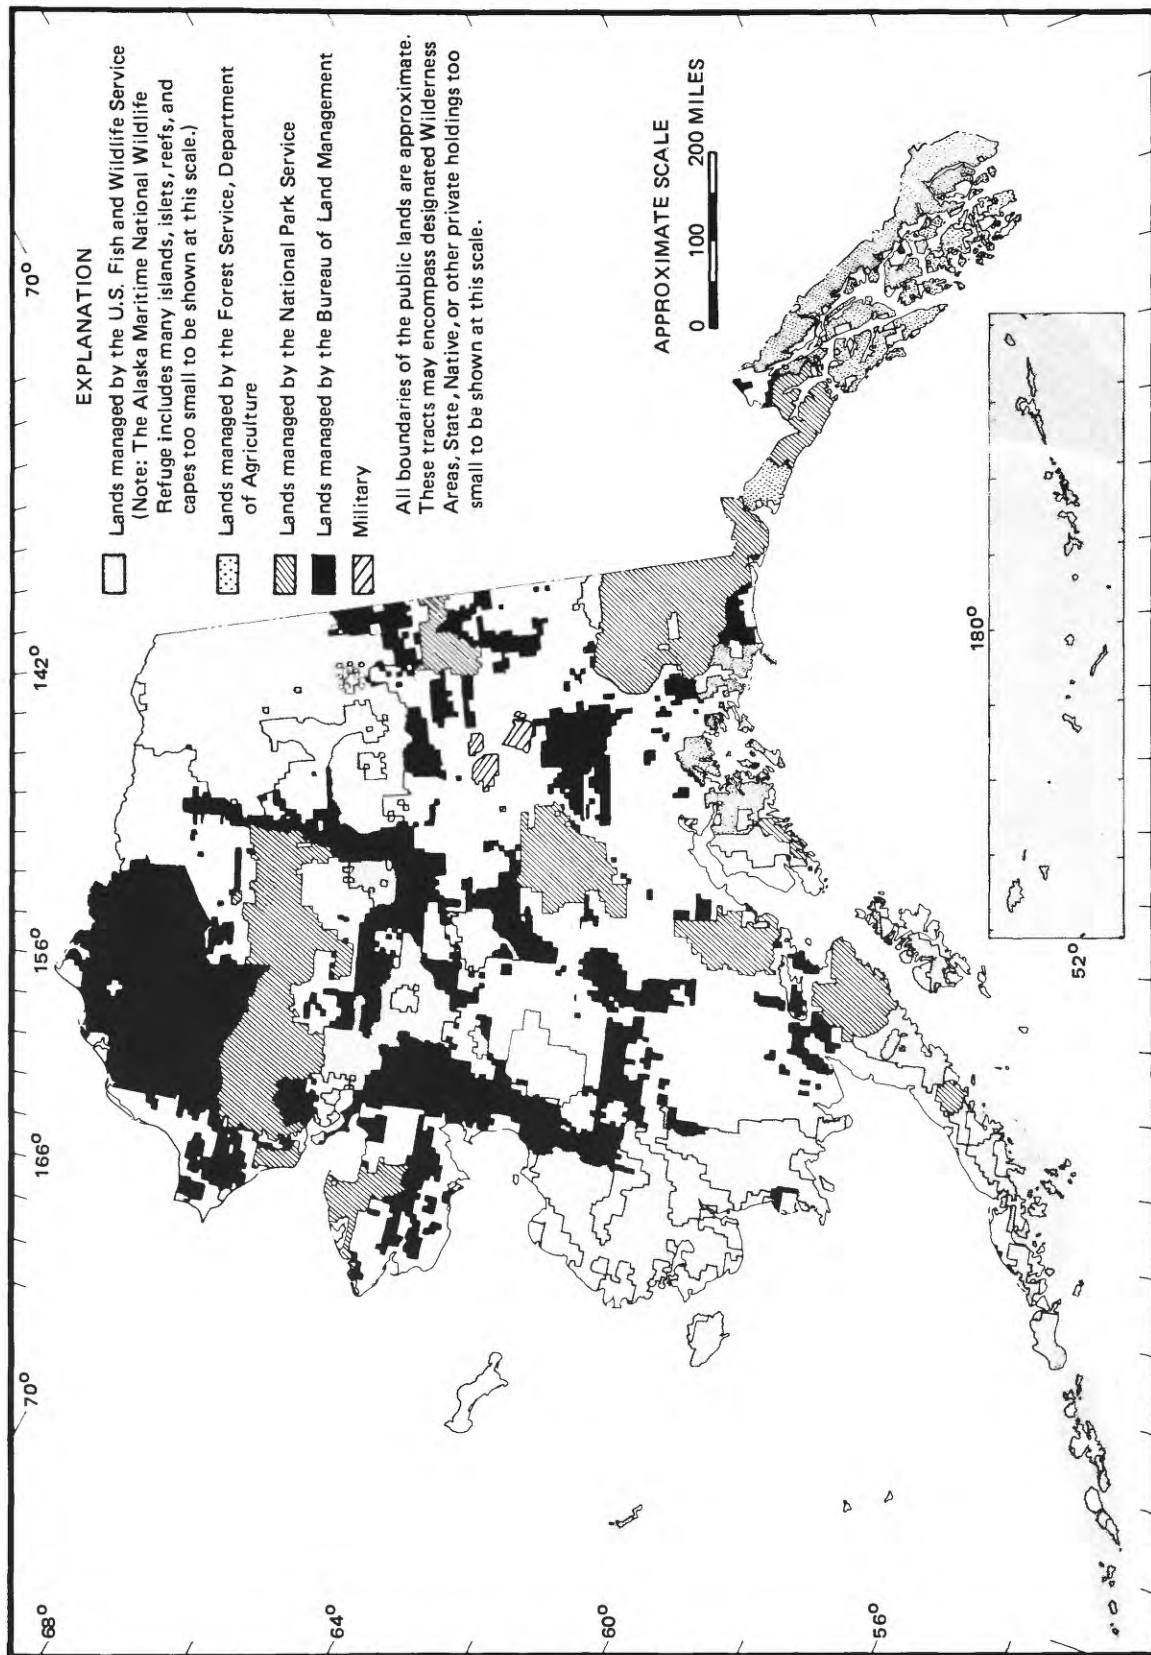 EXPLANATION
Lands managed by the U.S. Fish and Wildlife Service
(Note: The Alaska Maritime National Wildlife
Refuge includes many islands, islets, reefs, and
capes too small to be shown at this scale.)
Lands managed by the Forest Service, Department
of Agriculture
Lands managed by the National Park Service
Lands managed by the Bureau of Land Management
Military
All boundaries of the public lands are approximate.
These tracts may encompass designated Wilderness
Areas, State, Native, or other private holdings too
small to be shown at this scale.
APPROXIMATE SCALE
0 100 200 MILES
70°
166°
156°
142°
70°
68°
64°
60°
56°
52°
180°